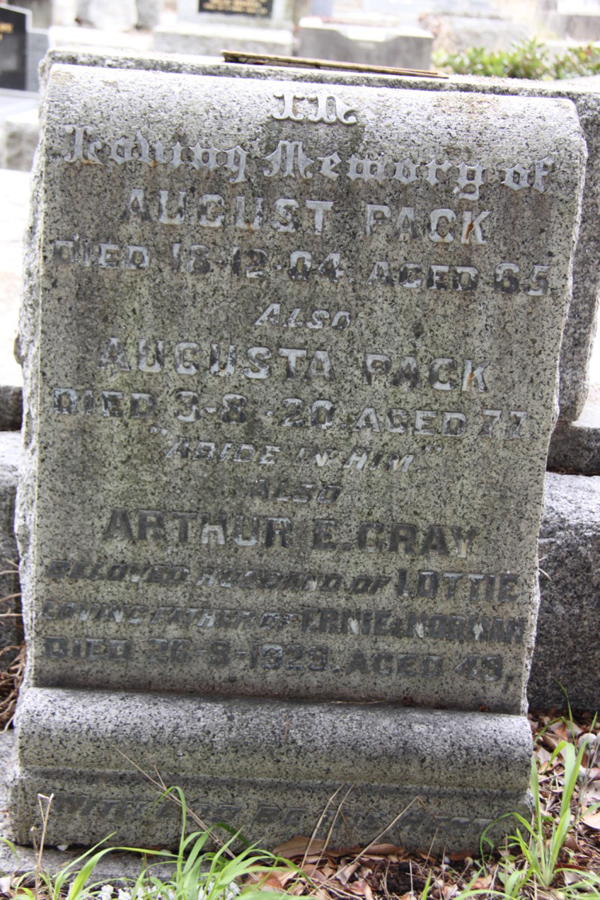 In
Loving Memory of
AUGUST PACK
DIED 18-12-04 AGED 65
ALSO
AUGUSTA PACK
DIED 3-8-20 AGED 77
"ABIDE IN HIM"
ALSO
ARTHUR E. GRAY
BELOVED HUSBAND OF LOTTIE
LOVING FATHER OF ERNIE & NORMAN
DIED 26-9-1929. AGED 49,